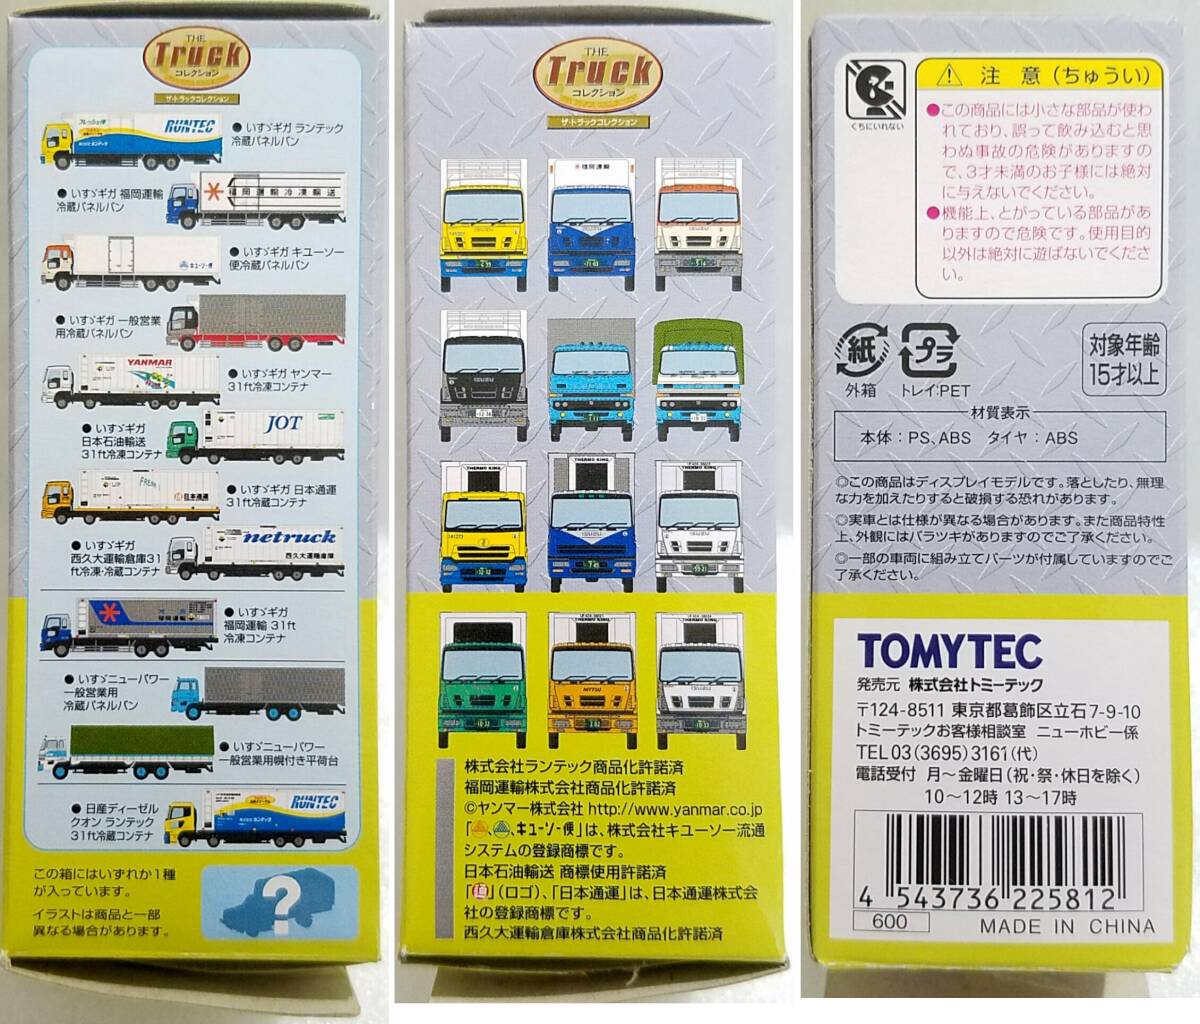 THE
Truck
コレクション
ザ・トラックコレクション
フレッシュ便
RUNTEC
● いすゞギガ ランテック
冷蔵パネルバン
● いすゞギガ 福岡運輸
冷蔵パネルバン
福岡運輸冷凍輸送
● いすゞギガ キユーソー
便冷蔵パネルバン
キユーソー便
● いすゞギガ 一般営業
用冷蔵パネルバン
YANMAR
● いすゞギガ ヤンマー
31ft冷凍コンテナ
● いすゞギガ
日本石油輸送
31ft冷凍コンテナ
JOT
● いすゞギガ 日本通運
31ft冷蔵コンテナ
日本通運
● いすゞギガ
西久大運輸倉庫31
ft冷凍・冷蔵コンテナ
netruck
西久大運輸倉庫
● いすゞギガ
福岡運輸 31ft
冷凍コンテナ
福岡運輸
● いすゞニューパワー
一般営業用
冷蔵パネルバン
● いすゞニューパワー
一般営業用幌付き平荷台
● 日産ディーゼル
クオン ランテック
31ft冷蔵コンテナ
RUNTEC
この箱にはいずれか1種
が入っています。
イラストは商品と一部
異なる場合があります。
?
THE
Truck
コレクション
ザ・トラックコレクション
福岡運輸
ISUZU
THERMO KING
THERMO KING
NITTSU
株式会社ランテック商品化許諾済
福岡運輸株式会社商品化許諾済
©ヤンマー株式会社 http://www.yanmar.co.jp
「キユーソー便」は、株式会社キユーソー流通
システムの登録商標です。
日本石油輸送 商標使用許諾済
「通」(ロゴ)、「日本通運」は、日本通運株式会
社の登録商標です。
西久大運輸倉庫株式会社商品化許諾済
くちにいれない
注 意 (ちゅうい)
●この商品には小さな部品が使わ
れており、誤って飲み込むと思
わぬ事故の危険がありますの
で、3才未満のお子様には絶対
に与えないでください。
●機能上、とがっている部品があ
りますので危険です。使用目的
以外は絶対に遊ばないでくださ
い。
紙
外箱
プラ
トレイ:PET
対象年齢
15才以上
材質表示
本体：PS、ABS タイヤ：ABS
◎この商品はディスプレイモデルです。落としたり、無理
な力を加えたりすると破損する恐れがあります。
◎実車とは仕様が異なる場合があります。また商品特性
上、外観にはバラツキがありますのでご了承ください。
◎一部の車両に組み立てパーツが付属していますのでご
了承ください。
TOMYTEC
発売元 株式会社トミーテック
〒124-8511 東京都葛飾区立石7-9-10
トミーテックお客様相談室 ニューホビー係
TEL 03(3695)3161(代)
電話受付 月～金曜日(祝・祭・休日を除く)
10～12時 13～17時
4 543736 225812
600
MADE IN CHINA